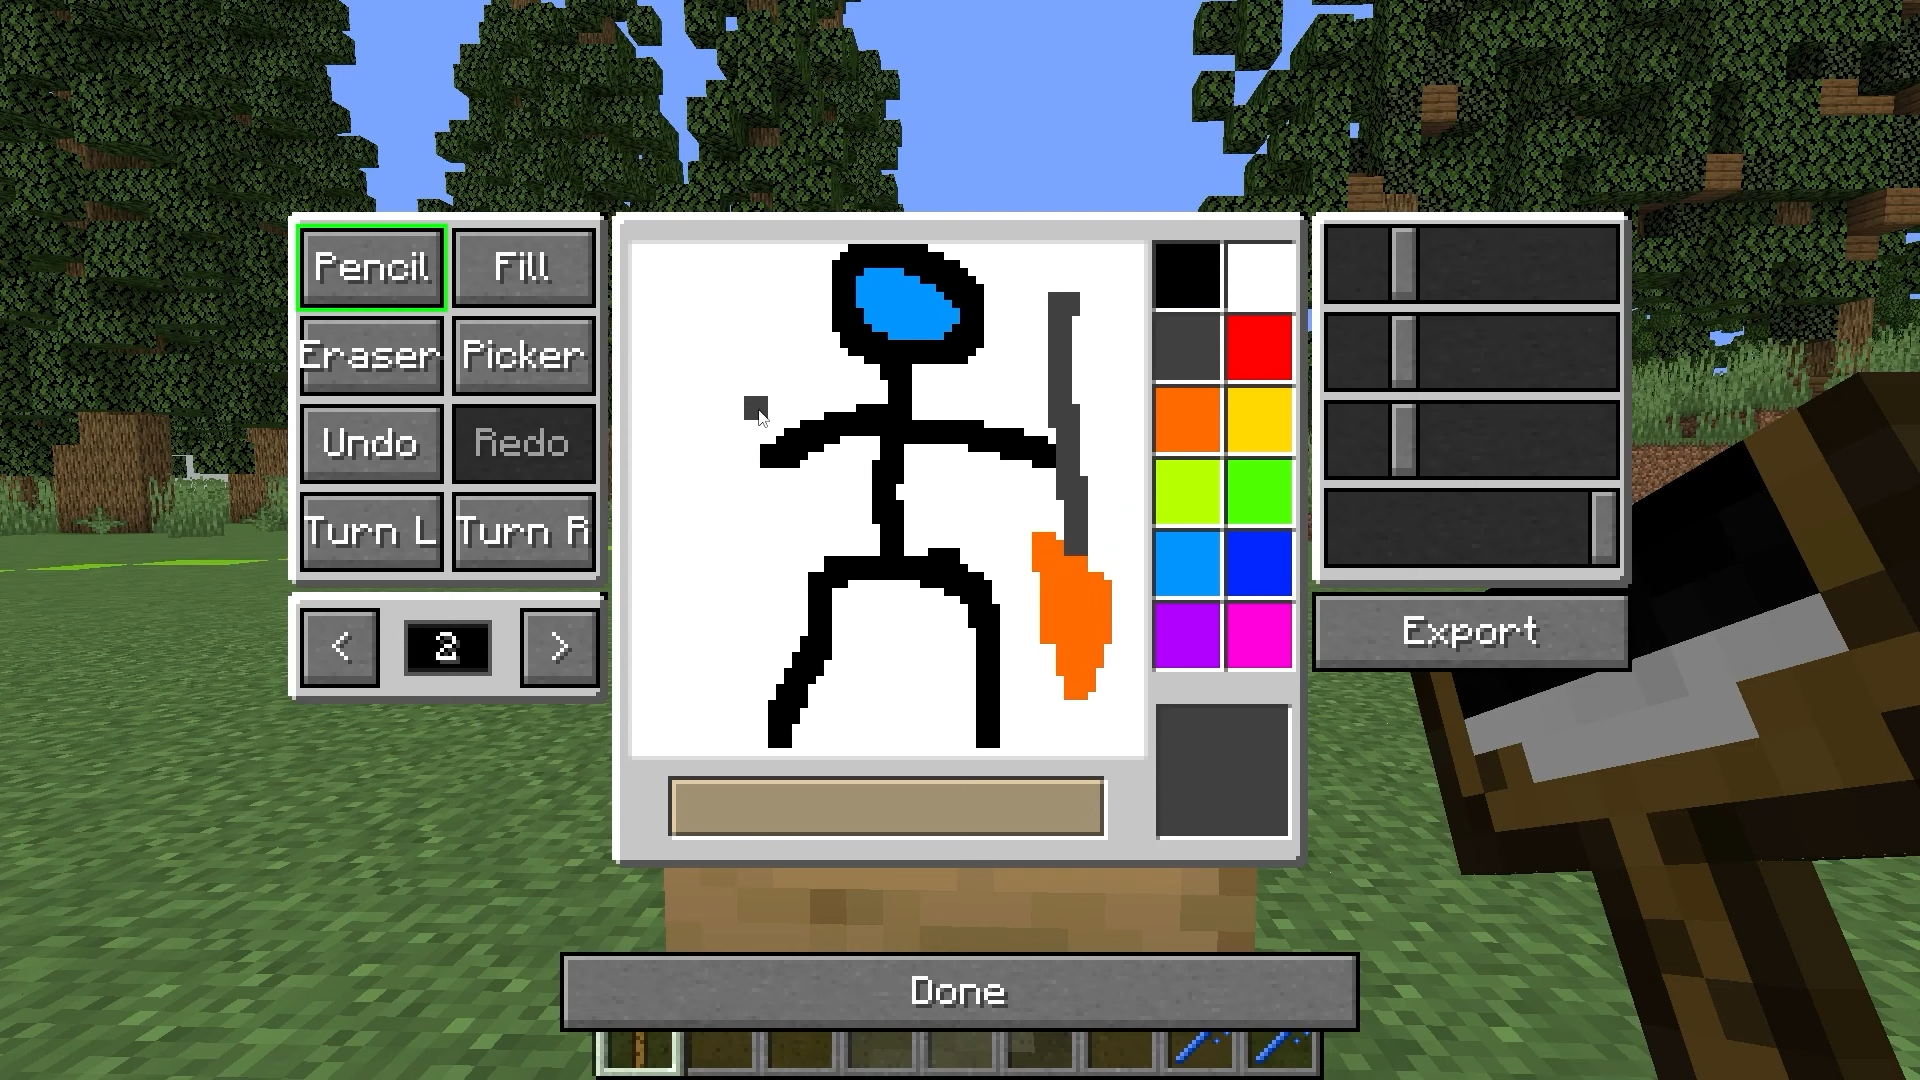 Pencil
Fill
Eraser
Picker
Undo
Redo
Turn L
Turn R
<
2
>
Export
Done